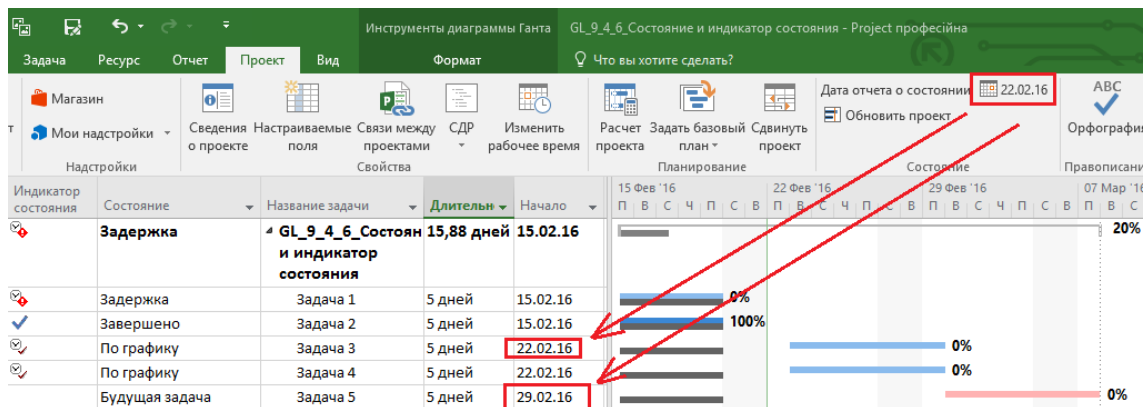 Инструменты диаграммы Ганта GL_9_4_6_Состояние и индикатор состояния - Project професійна
Задача Ресурс Отчет Проект Вид Формат Что вы хотите сделать?
Магазин
Мои надстройки
Надстройки
Сведения о проекте
Настраиваемые поля
Связи между проектами
СДР
Изменить рабочее время
Свойства
Расчет проекта
Задать базовый план
Сдвинуть проект
Планирование
Дата отчета о состоянии 22.02.16
Обновить проект
Состояние
ABC
Орфографи
Правописани
Индикатор состояния Состояние Название задачи Длительн Начало
15 Фев '16 22 Фев '16 29 Фев '16 07 Мар '16
П В С Ч П С В П В С Ч П С В П В С Ч П С В П В С
Задержка GL_9_4_6_Состоян и индикатор состояния 15,88 дней 15.02.16 20%
Задержка Задача 1 5 дней 15.02.16 0%
Завершено Задача 2 5 дней 15.02.16 100%
По графику Задача 3 5 дней 22.02.16 0%
По графику Задача 4 5 дней 22.02.16 0%
Будущая задача Задача 5 5 дней 29.02.16 0%